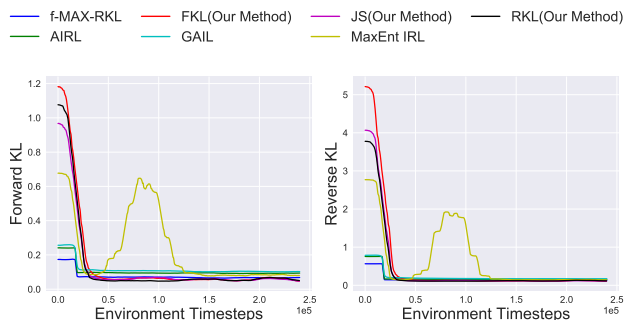 f-MAX-RKL FKL(Our Method) JS(Our Method) RKL(Our Method)
AIRL GAIL MaxEnt IRL
Forward KL
1.2
1.0
0.8
0.6
0.4
0.2
0.0
0.0 0.5 1.0 1.5 2.0 2.5
1e5
Environment Timesteps
Reverse KL
5
4
3
2
1
0
0.0 0.5 1.0 1.5 2.0 2.5
1e5
Environment Timesteps